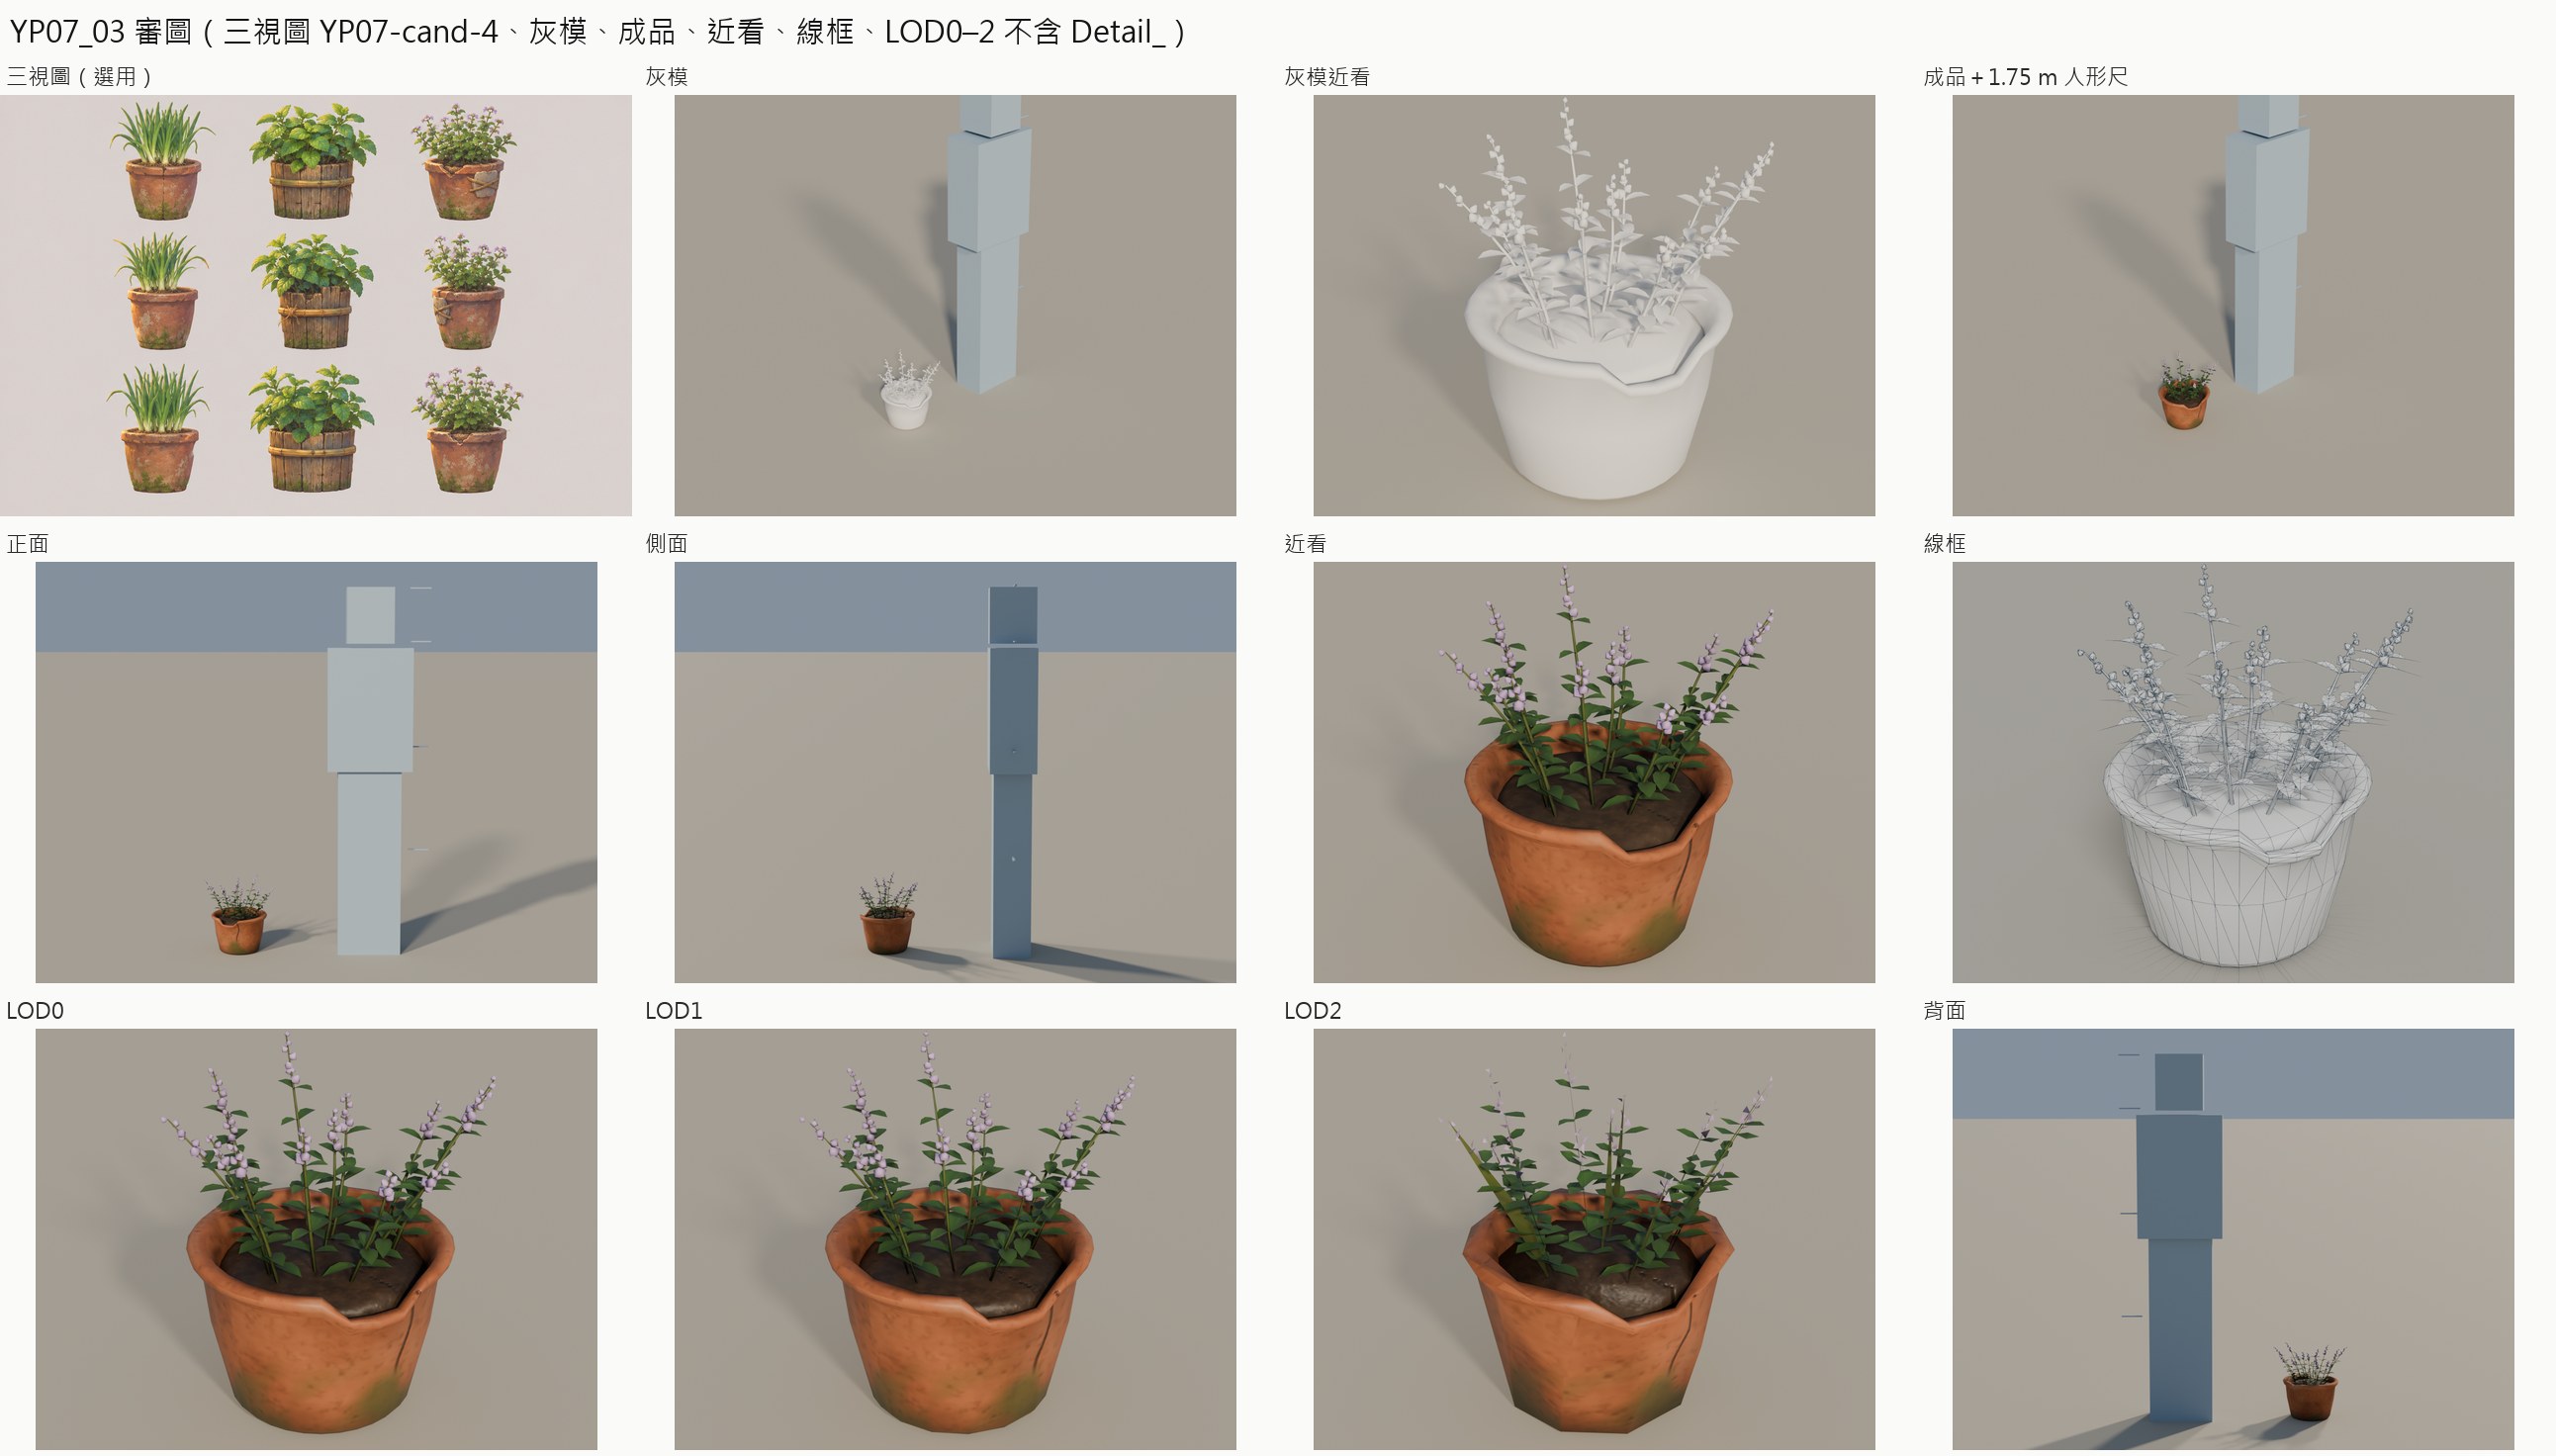 YP07_03 審圖（三視圖 YP07-cand-4、灰模、成品、近看、線框、LOD0–2 不含 Detail_）
三視圖（選用）
灰模
灰模近看
成品 + 1.75 m 人形尺
正面
側面
近看
線框
LOD0
LOD1
LOD2
背面